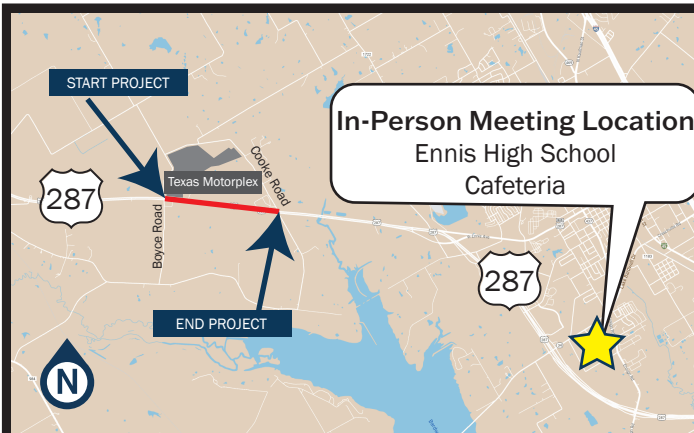 START PROJECT
In-Person Meeting Location
Ennis High School
Cafeteria
Cooke Road
Texas Motorplex
287
Boyce Road
287
END PROJECT
N